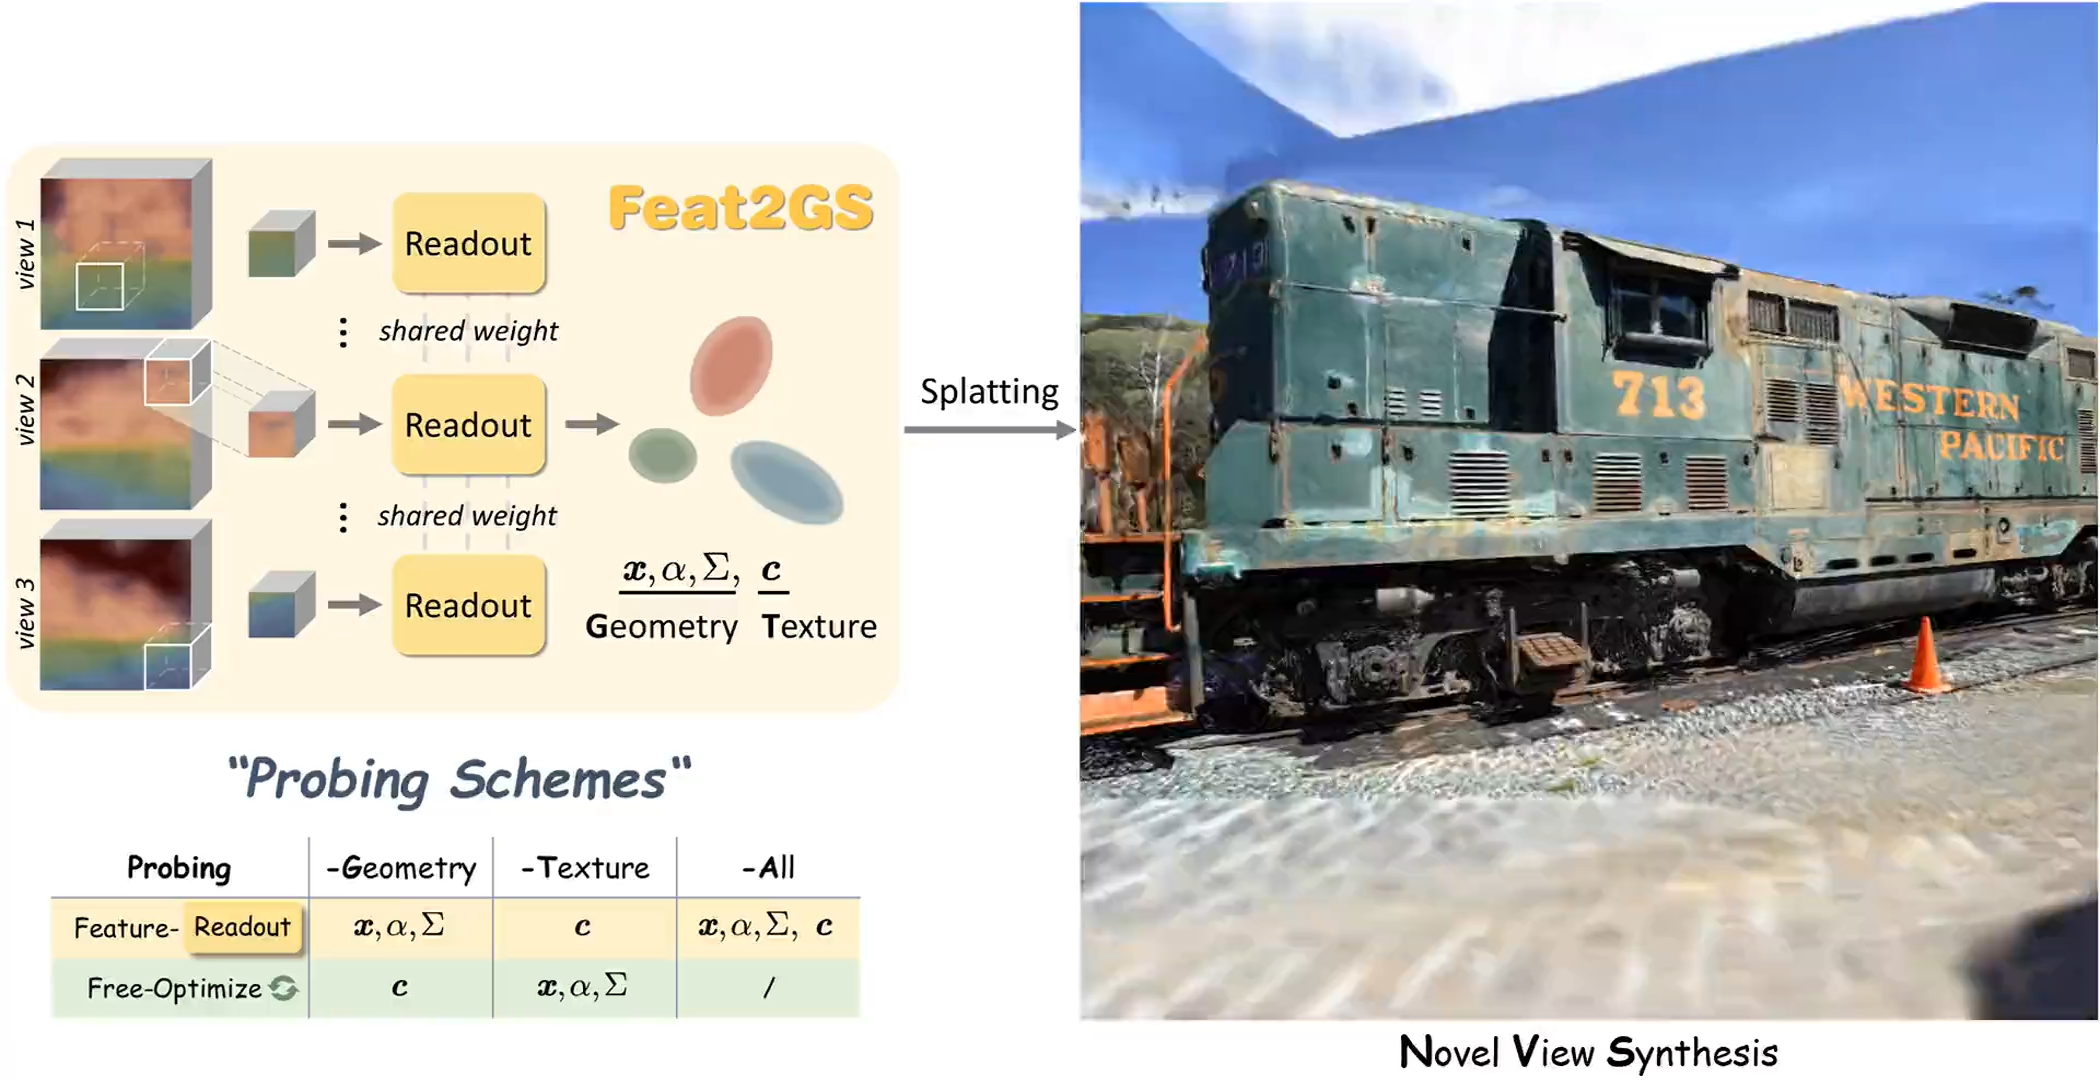 Feat2GS
view 1
Readout
shared weight
view 2
Readout
shared weight
view 3
Readout
x, α, Σ, c
Geometry Texture
Splatting
713
WESTERN
PACIFIC
"Probing Schemes"
Probing -Geometry -Texture -All
Feature- Readout x, α, Σ c x, α, Σ, c
Free-Optimize c x, α, Σ /
Novel View Synthesis